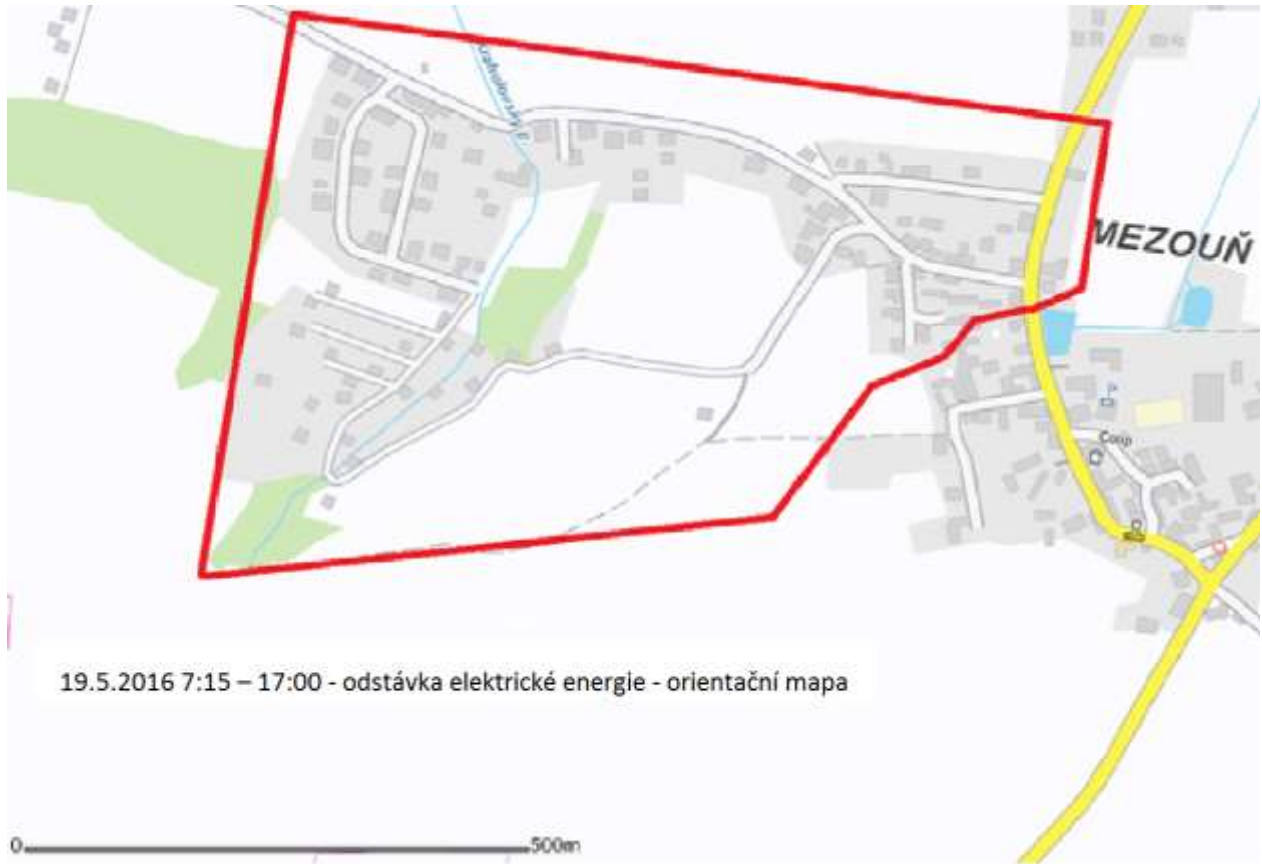 MEZOUŇ
Coop
19.5.2016 7:15 – 17:00 - odstávka elektrické energie - orientační mapa
0 500m